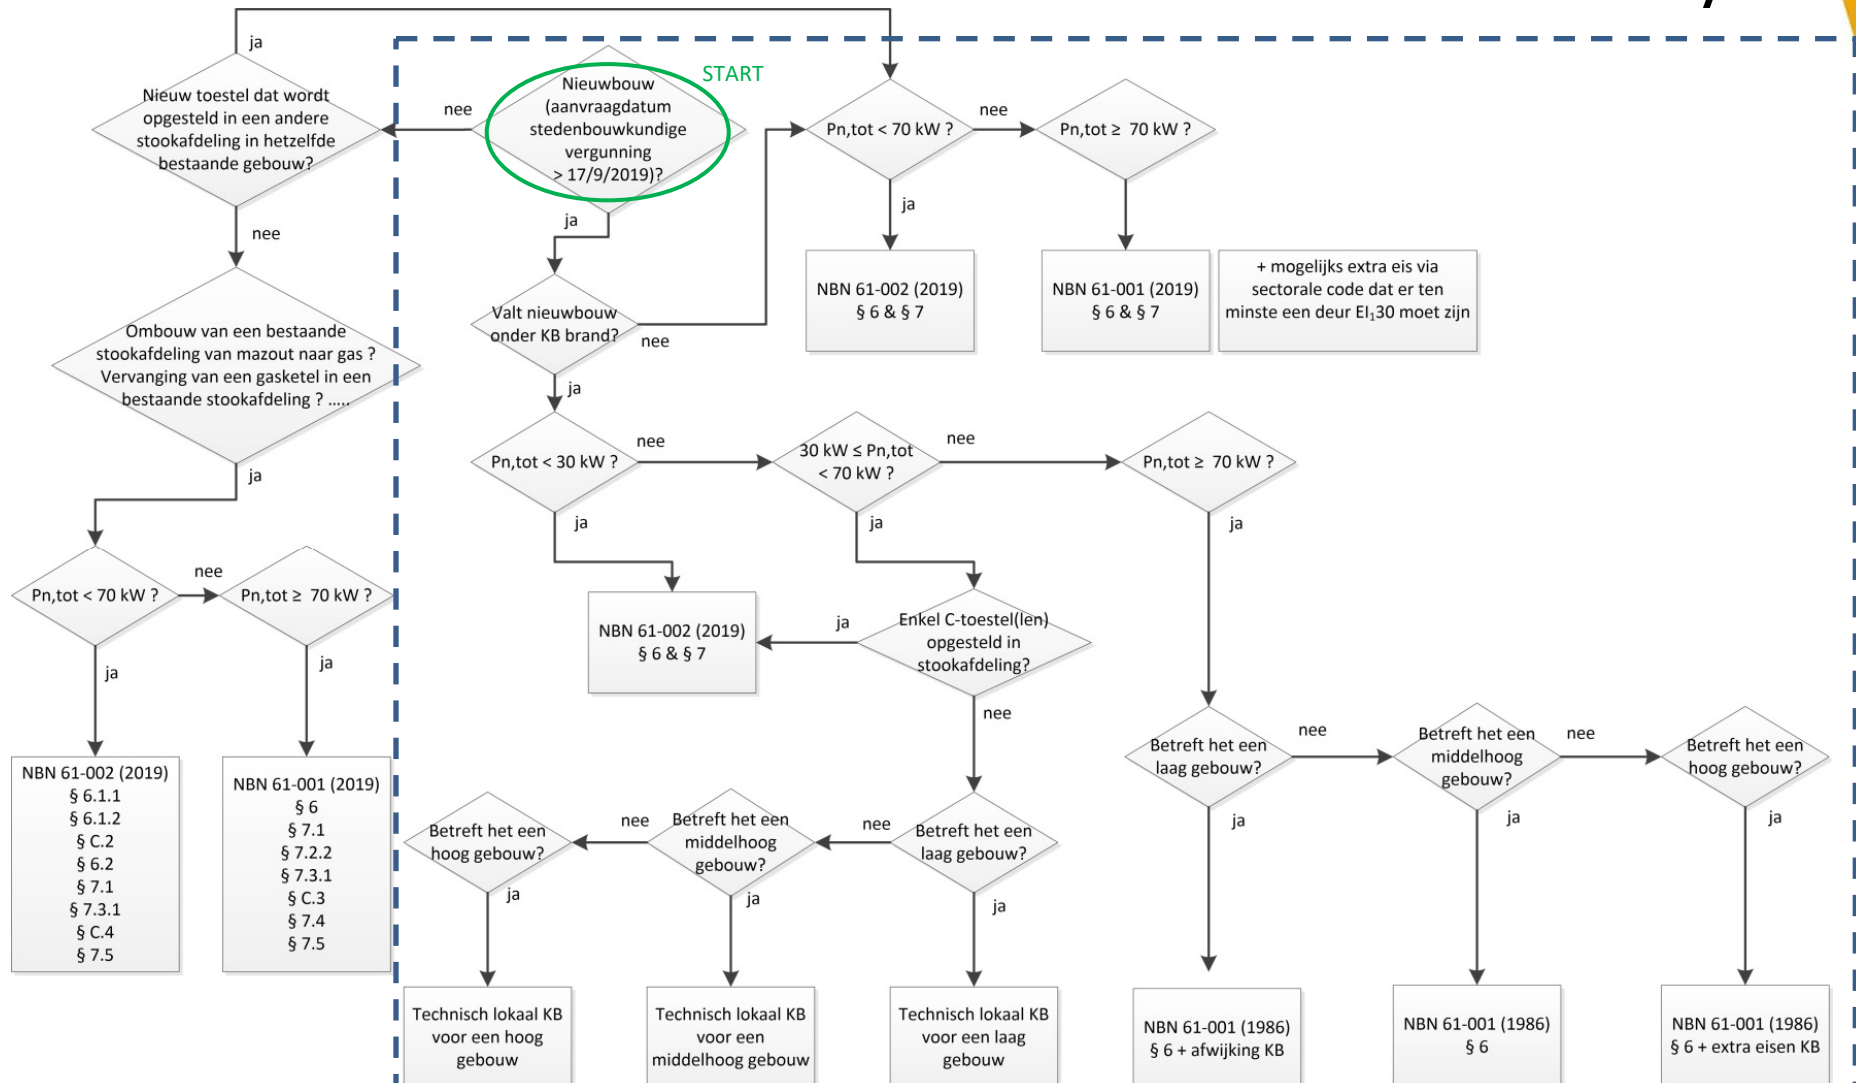 START
Nieuwbouw
(aanvraagdatum
stedenbouwkundige
vergunning
> 17/9/2019)?
nee
ja
Nieuw toestel dat wordt
opgesteld in een andere
stookafdeling in hetzelfde
bestaande gebouw?
ja
nee
Ombouw van een bestaande
stookafdeling van mazout naar gas ?
Vervanging van een gasketel in een
bestaande stookafdeling ? .....
ja
Pn,tot < 70 kW ?
nee
Pn,tot ≥ 70 kW ?
ja
ja
NBN 61-002 (2019)
§ 6.1.1
§ 6.1.2
§ C.2
§ 6.2
§ 7.1
§ 7.3.1
§ C.4
§ 7.5
NBN 61-001 (2019)
§ 6
§ 7.1
§ 7.2.2
§ 7.3.1
§ C.3
§ 7.4
§ 7.5
Pn,tot < 70 kW ?
nee
Pn,tot ≥ 70 kW ?
ja
NBN 61-002 (2019)
§ 6 & § 7
NBN 61-001 (2019)
§ 6 & § 7
+ mogelijks extra eis via
sectorale code dat er ten
minste een deur EI₁30 moet zijn
Valt nieuwbouw
onder KB brand?
nee
ja
Pn,tot < 30 kW ?
nee
30 kW ≤ Pn,tot
< 70 kW ?
nee
Pn,tot ≥ 70 kW ?
ja
ja
ja
NBN 61-002 (2019)
§ 6 & § 7
ja
Enkel C-toestel(len)
opgesteld in
stookafdeling?
nee
Betreft het een
laag gebouw?
nee
Betreft het een
middelhoog
gebouw?
nee
Betreft het een
hoog gebouw?
ja
ja
ja
Betreft het een
hoog gebouw?
nee
Betreft het een
middelhoog
gebouw?
nee
Betreft het een
laag gebouw?
ja
ja
ja
Technisch lokaal KB
voor een hoog
gebouw
Technisch lokaal KB
voor een
middelhoog gebouw
Technisch lokaal KB
voor een laag
gebouw
NBN 61-001 (1986)
§ 6 + afwijking KB
NBN 61-001 (1986)
§ 6
NBN 61-001 (1986)
§ 6 + extra eisen KB